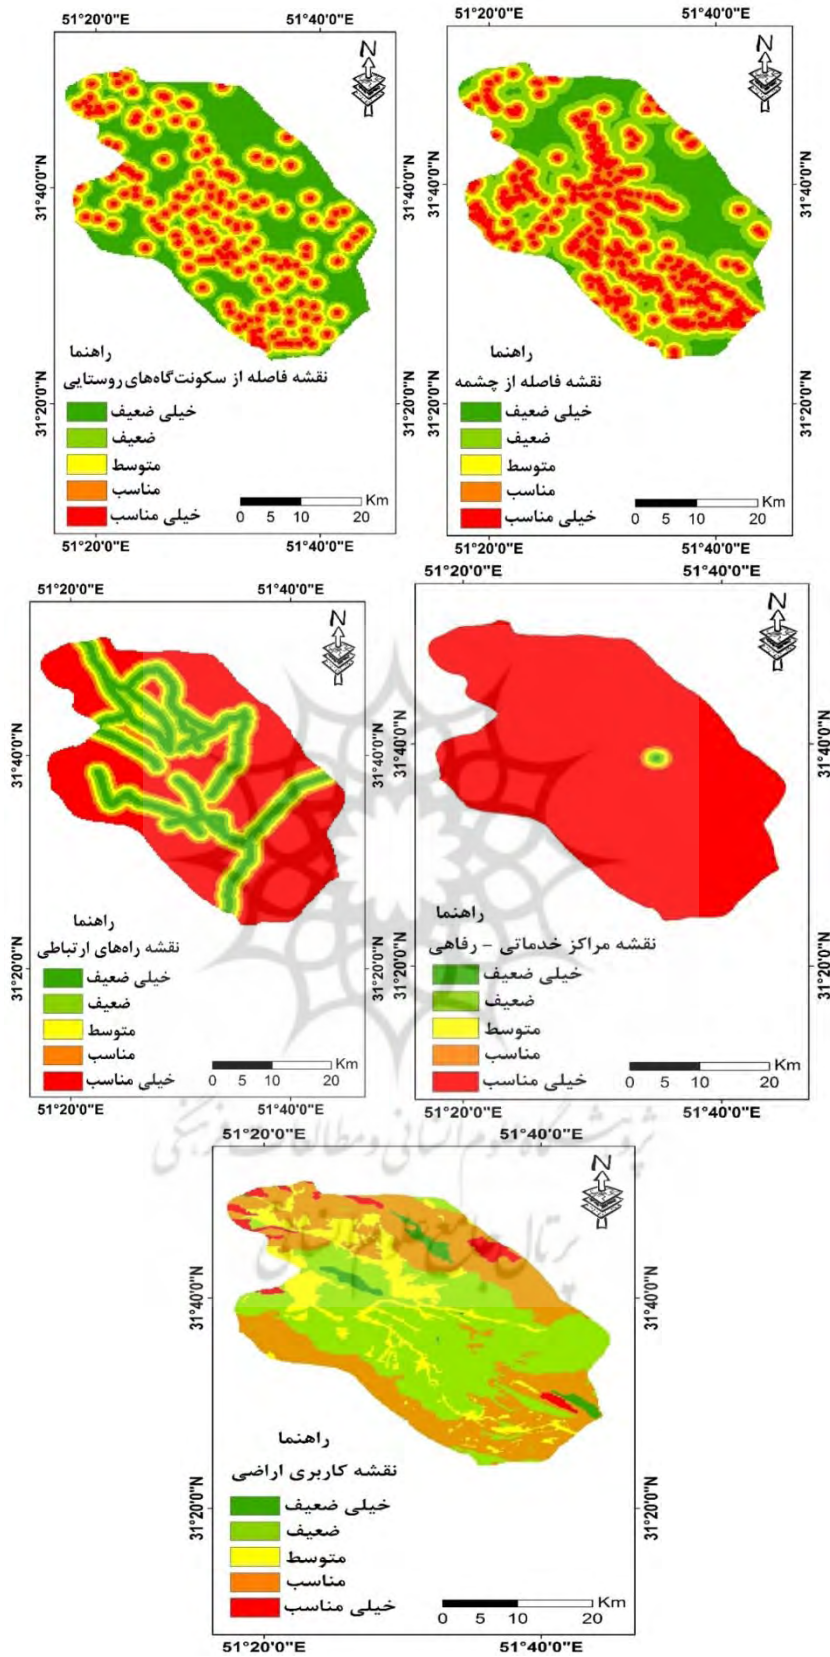 51°20'0"E 51°40'0"E
N
31°40'0"N 31°40'0"N
31°20'0"N 31°20'0"N
راهنما
نقشه فاصله از سکونت‌گاه‌های روستایی
خیلی ضعیف
ضعیف
متوسط
مناسب
خیلی مناسب
Km
0 5 10 20
51°20'0"E 51°40'0"E
51°20'0"E 51°40'0"E
N
31°40'0"N 31°40'0"N
31°20'0"N 31°20'0"N
راهنما
نقشه فاصله از چشمه
خیلی ضعیف
ضعیف
متوسط
مناسب
خیلی مناسب
Km
0 5 10 20
51°20'0"E 51°40'0"E
51°20'0"E 51°40'0"E
N
31°40'0"N 31°40'0"N
31°20'0"N 31°20'0"N
راهنما
نقشه راه‌های ارتباطی
خیلی ضعیف
ضعیف
متوسط
مناسب
خیلی مناسب
Km
0 5 10 20
51°20'0"E 51°40'0"E
51°20'0"E 51°40'0"E
N
31°40'0"N 31°40'0"N
31°20'0"N 31°20'0"N
راهنما
نقشه مراکز خدماتی - رفاهی
خیلی ضعیف
ضعیف
متوسط
مناسب
خیلی مناسب
Km
0 5 10 20
51°20'0"E 51°40'0"E
پژوهشگاه علوم انسانی و مطالعات فرهنگی
پرتال جامع علوم انسانی
51°20'0"E 51°40'0"E
N
31°40'0"N 31°40'0"N
31°20'0"N 31°20'0"N
راهنما
نقشه کاربری اراضی
خیلی ضعیف
ضعیف
متوسط
مناسب
خیلی مناسب
Km
0 5 10 20
51°20'0"E 51°40'0"E